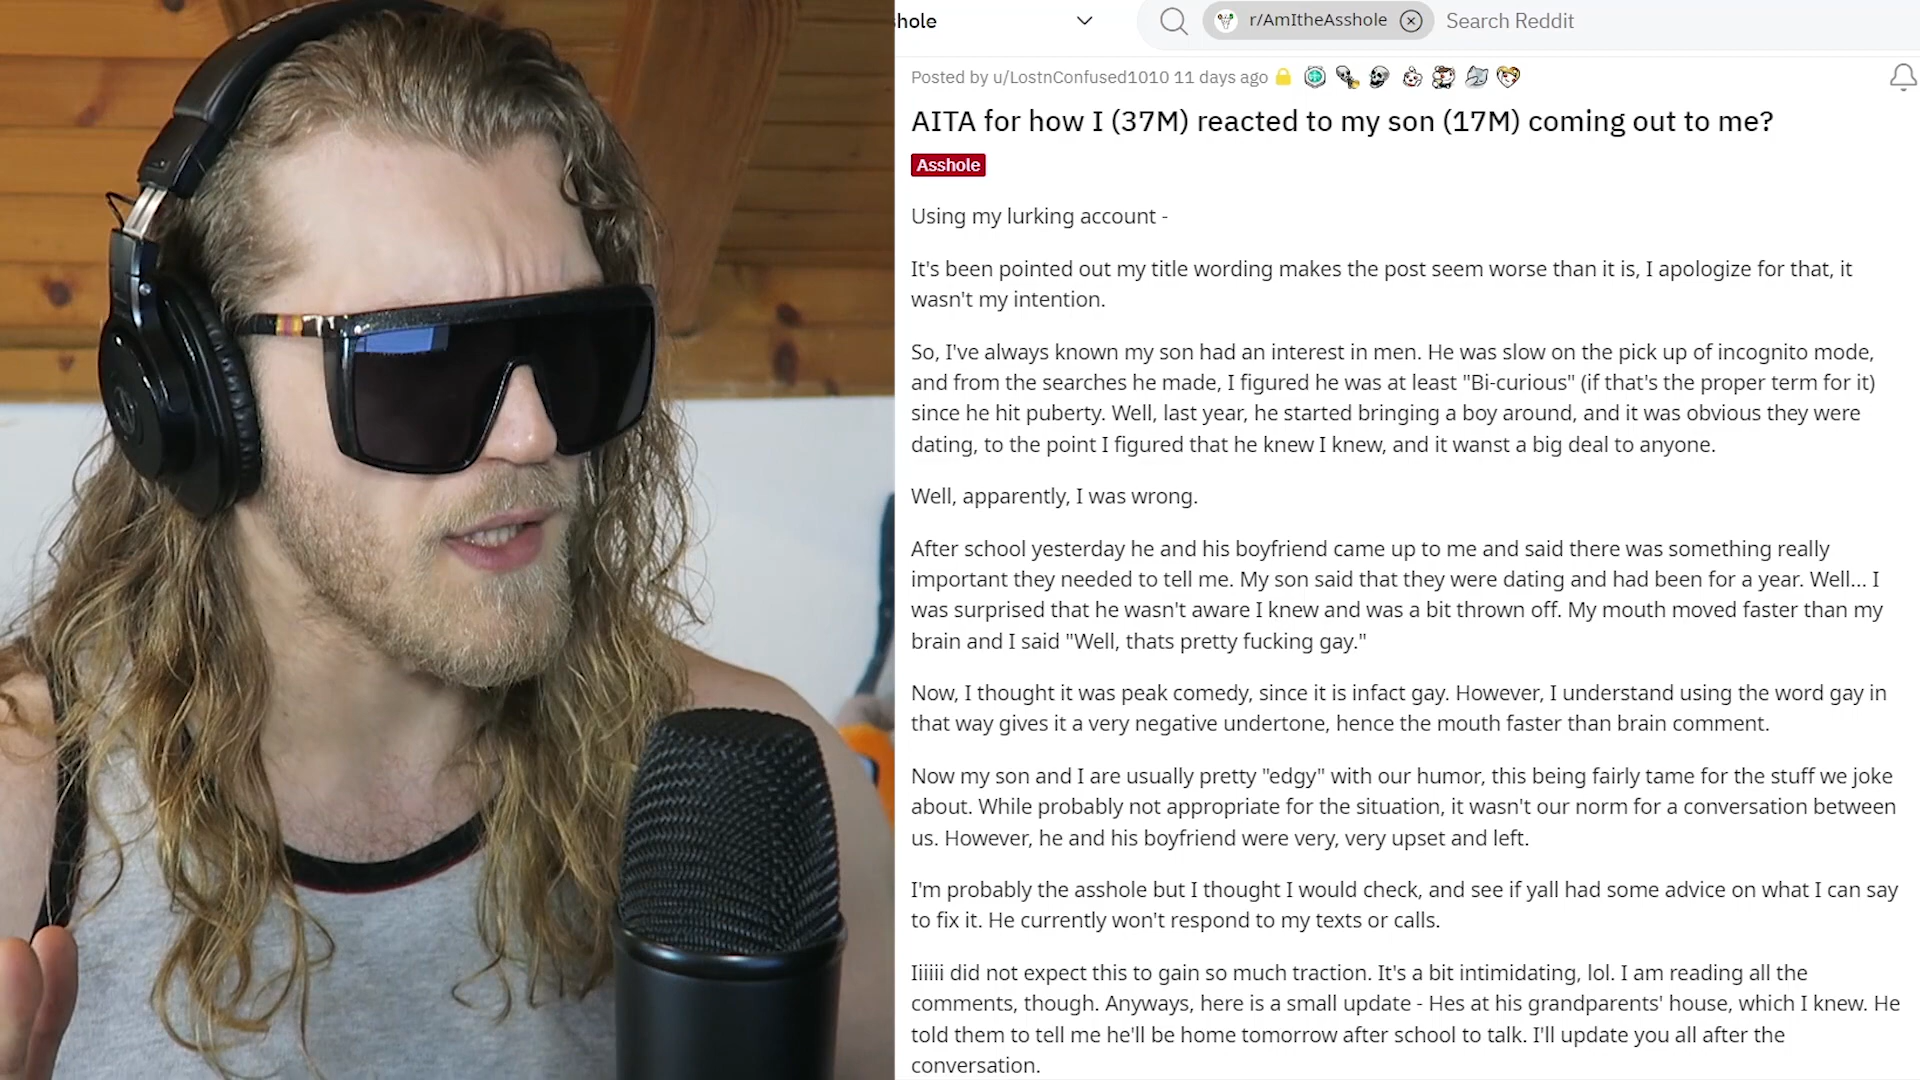 hole
r/AmItheAsshole
Search Reddit
Posted by u/LostnConfused1010 11 days ago
AITA for how I (37M) reacted to my son (17M) coming out to me?
Asshole
Using my lurking account -
It's been pointed out my title wording makes the post seem worse than it is, I apologize for that, it
wasn't my intention.
So, I've always known my son had an interest in men. He was slow on the pick up of incognito mode,
and from the searches he made, I figured he was at least "Bi-curious" (if that's the proper term for it)
since he hit puberty. Well, last year, he started bringing a boy around, and it was obvious they were
dating, to the point I figured that he knew I knew, and it wanst a big deal to anyone.
Well, apparently, I was wrong.
After school yesterday he and his boyfriend came up to me and said there was something really
important they needed to tell me. My son said that they were dating and had been for a year. Well... I
was surprised that he wasn't aware I knew and was a bit thrown off. My mouth moved faster than my
brain and I said "Well, thats pretty fucking gay."
Now, I thought it was peak comedy, since it is infact gay. However, I understand using the word gay in
that way gives it a very negative undertone, hence the mouth faster than brain comment.
Now my son and I are usually pretty "edgy" with our humor, this being fairly tame for the stuff we joke
about. While probably not appropriate for the situation, it wasn't our norm for a conversation between
us. However, he and his boyfriend were very, very upset and left.
I'm probably the asshole but I thought I would check, and see if yall had some advice on what I can say
to fix it. He currently won't respond to my texts or calls.
Iiiiii did not expect this to gain so much traction. It's a bit intimidating, lol. I am reading all the
comments, though. Anyways, here is a small update - Hes at his grandparents' house, which I knew. He
told them to tell me he'll be home tomorrow after school to talk. I'll update you all after the
conversation.